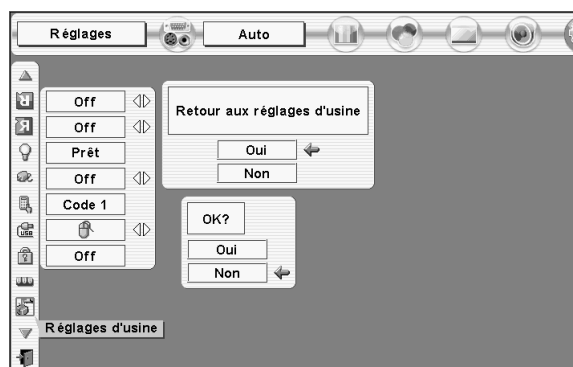 Réglages
Auto
Off
Off
Prêt
Off
Code 1
Off
Retour aux réglages d'usine
Oui
Non
OK?
Oui
Non
USB
Réglages d'usine